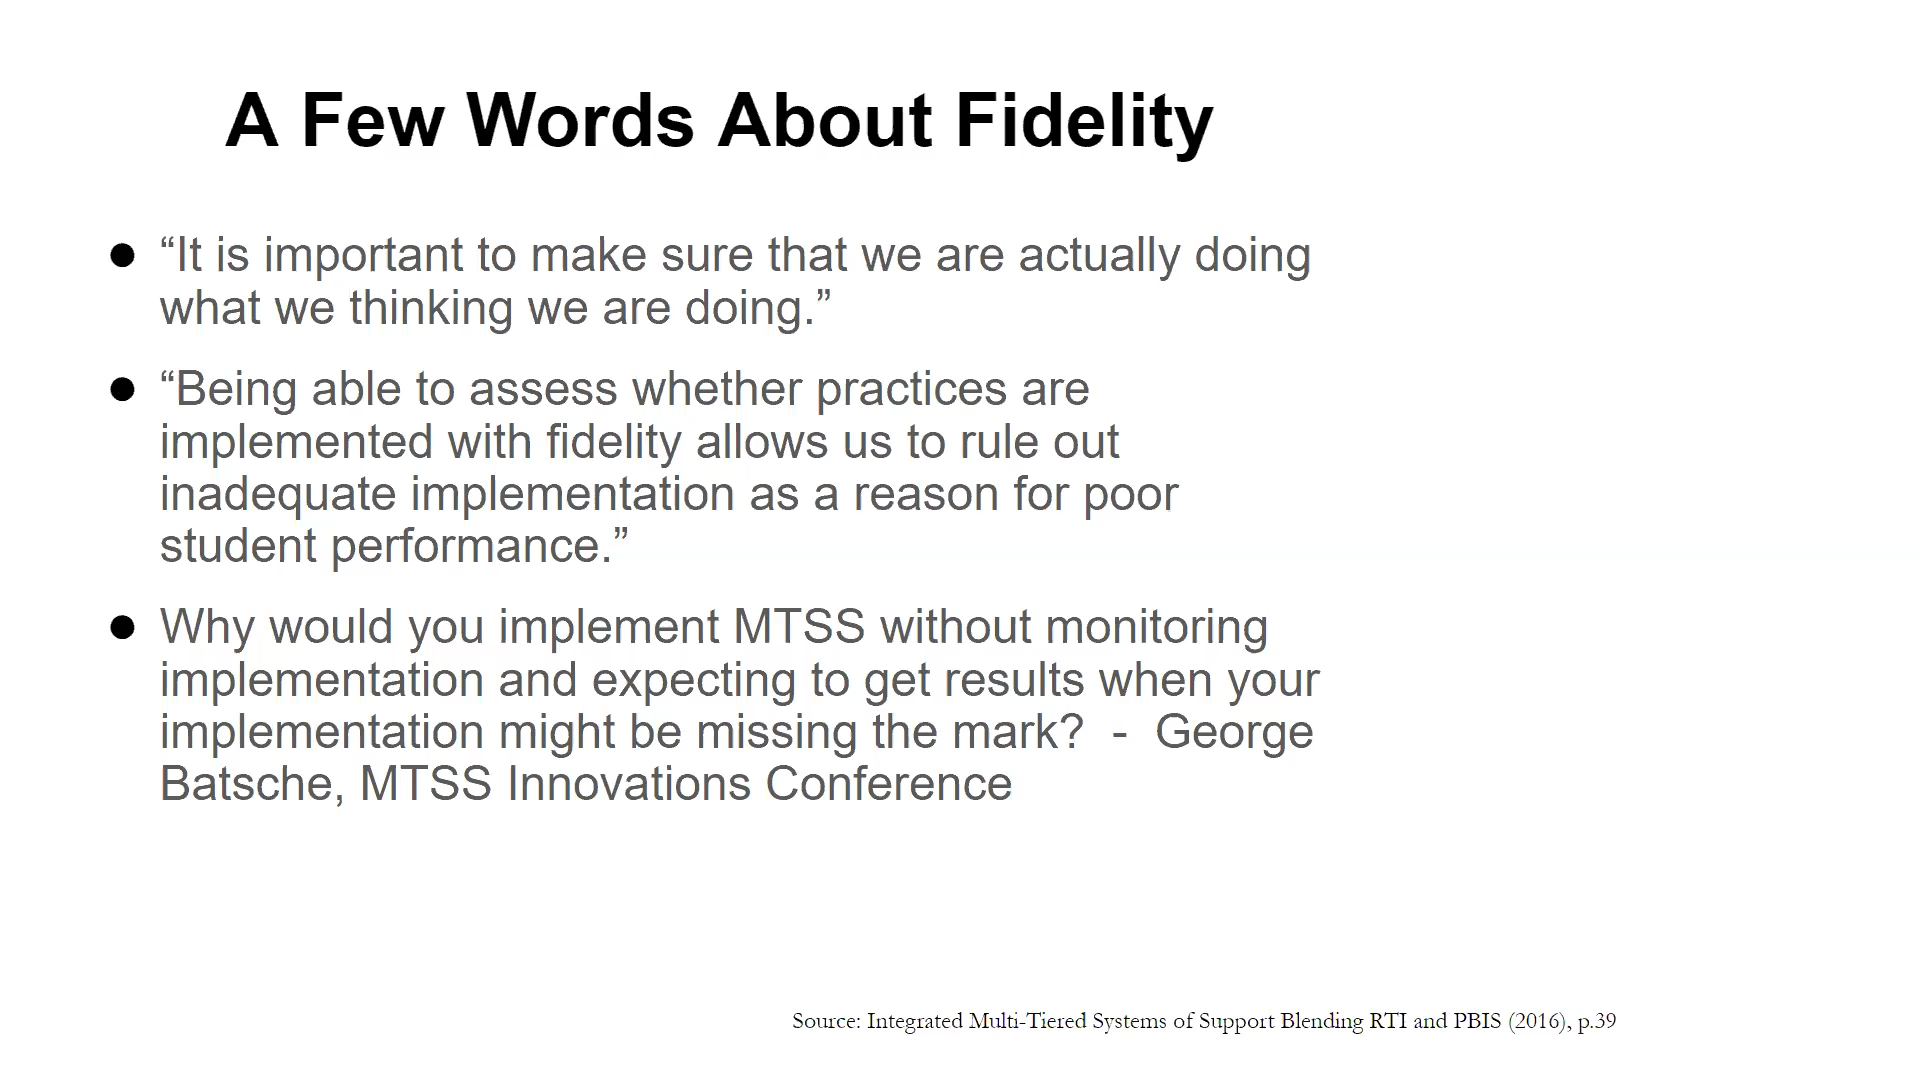 A Few Words About Fidelity
● “It is important to make sure that we are actually doing
what we thinking we are doing.”
● “Being able to assess whether practices are
implemented with fidelity allows us to rule out
inadequate implementation as a reason for poor
student performance.”
● Why would you implement MTSS without monitoring
implementation and expecting to get results when your
implementation might be missing the mark?  -  George
Batsche, MTSS Innovations Conference
Source: Integrated Multi-Tiered Systems of Support Blending RTI and PBIS (2016), p.39